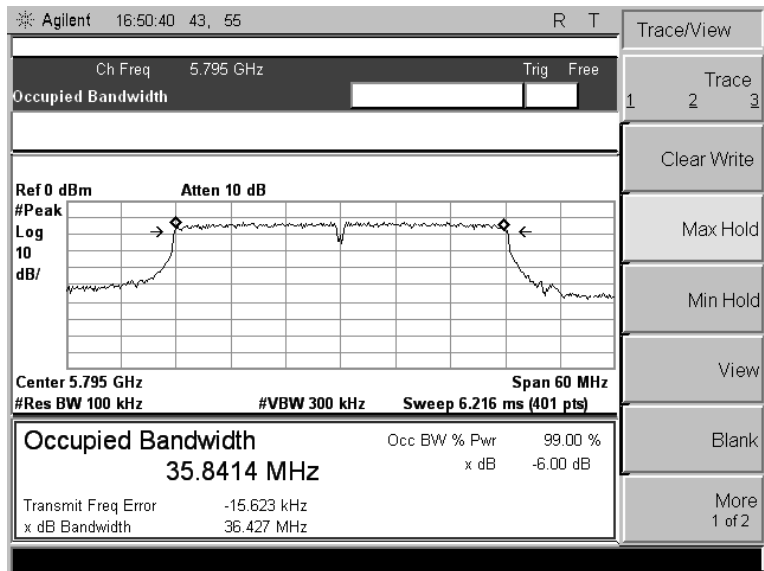 Agilent 16:50:40 43, 55 R T
Trace/View
Ch Freq 5.795 GHz Trig Free
Occupied Bandwidth
Trace
1 2 3
Clear Write
Ref 0 dBm Atten 10 dB
#Peak
Log
10
dB/
Max Hold
Min Hold
Center 5.795 GHz Span 60 MHz
#Res BW 100 kHz #VBW 300 kHz Sweep 6.216 ms (401 pts)
View
Occupied Bandwidth
35.8414 MHz
Occ BW % Pwr 99.00 %
x dB -6.00 dB
Transmit Freq Error -15.623 kHz
x dB Bandwidth 36.427 MHz
Blank
More
1 of 2